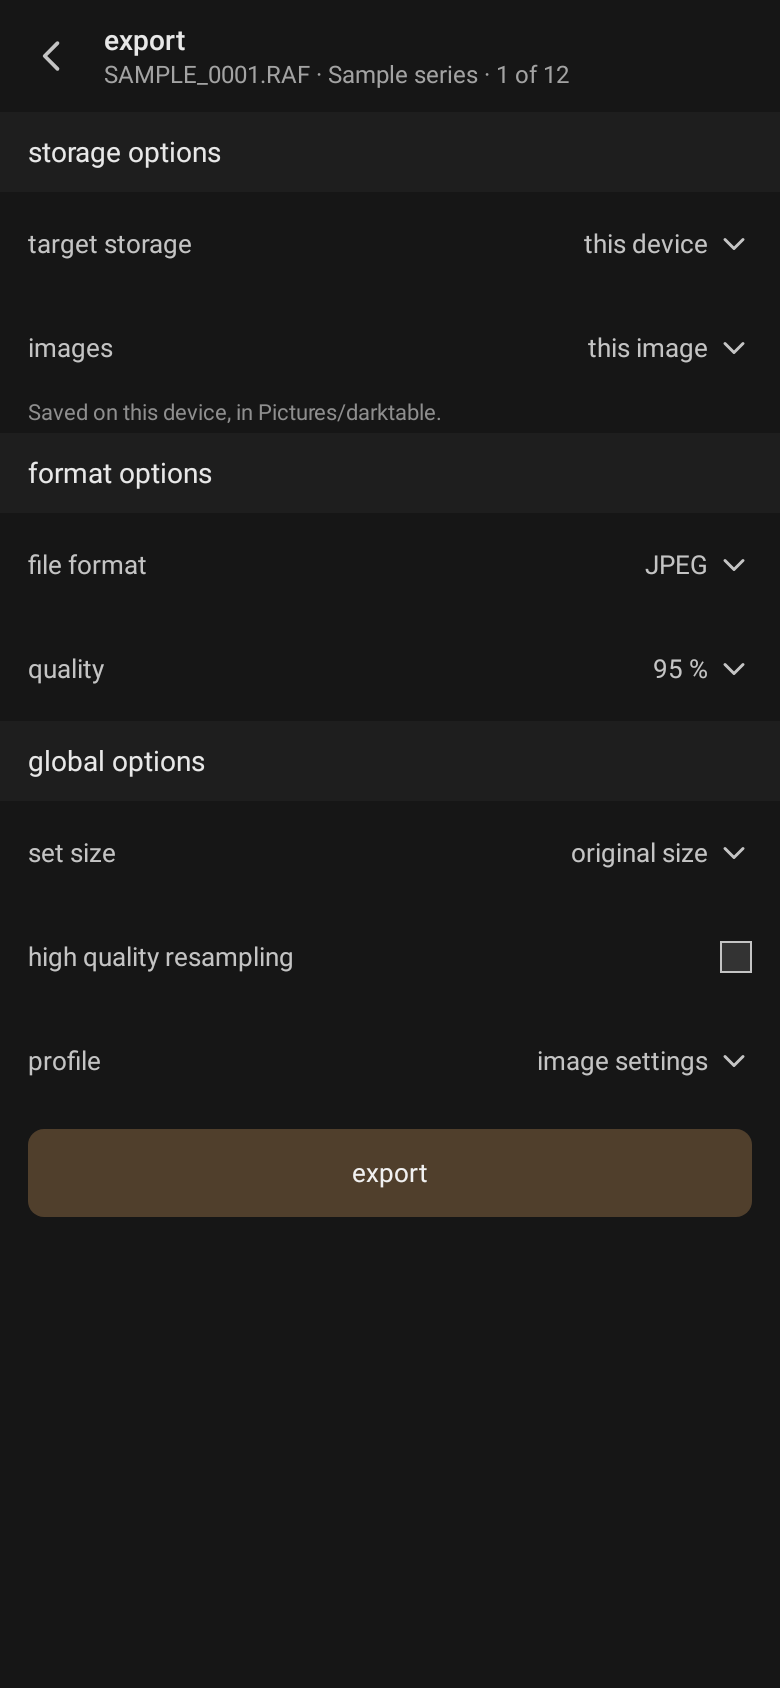 export
SAMPLE_0001.RAF · Sample series · 1 of 12
storage options
target storage this device
images this image
Saved on this device, in Pictures/darktable.
format options
file format JPEG
quality 95 %
global options
set size original size
high quality resampling
profile image settings
export